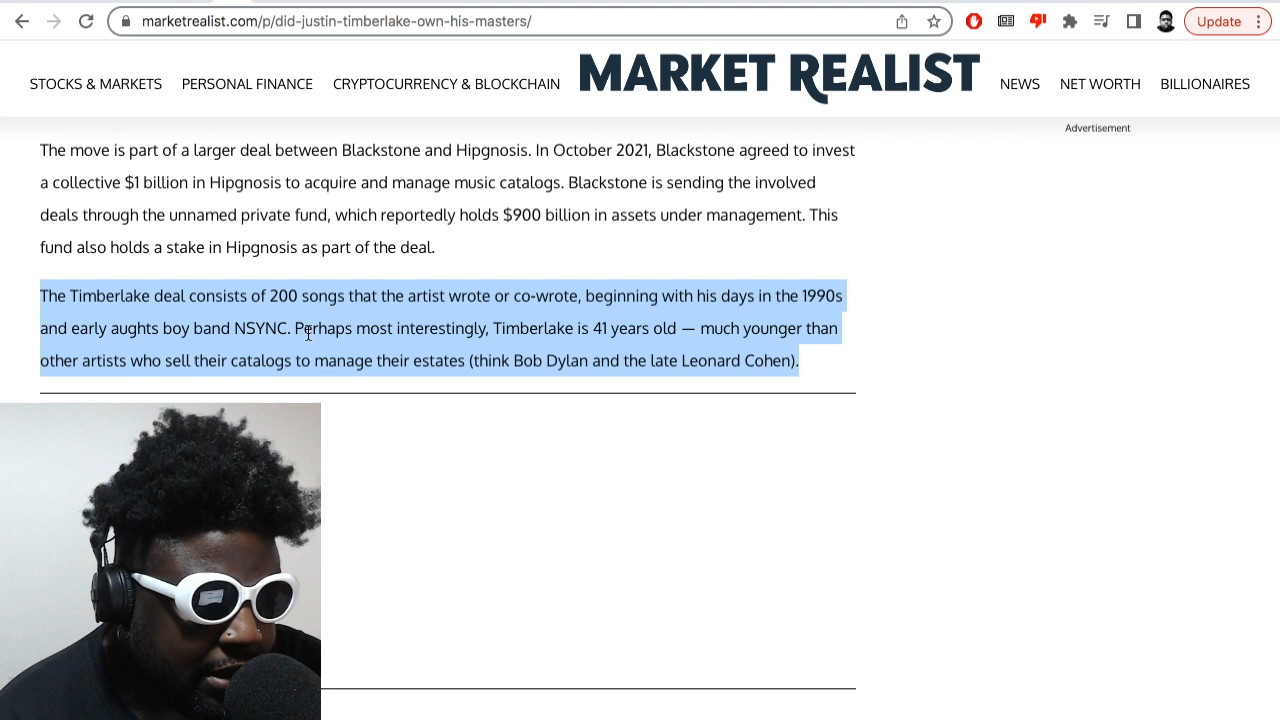 marketrealist.com/p/did-justin-timberlake-own-his-masters/
Update
STOCKS & MARKETS PERSONAL FINANCE CRYPTOCURRENCY & BLOCKCHAIN MARKET REALIST NEWS NET WORTH BILLIONAIRES
Advertisement
The move is part of a larger deal between Blackstone and Hipgnosis. In October 2021, Blackstone agreed to invest
a collective $1 billion in Hipgnosis to acquire and manage music catalogs. Blackstone is sending the involved
deals through the unnamed private fund, which reportedly holds $900 billion in assets under management. This
fund also holds a stake in Hipgnosis as part of the deal.
The Timberlake deal consists of 200 songs that the artist wrote or co-wrote, beginning with his days in the 1990s
and early aughts boy band NSYNC. Perhaps most interestingly, Timberlake is 41 years old — much younger than
other artists who sell their catalogs to manage their estates (think Bob Dylan and the late Leonard Cohen).